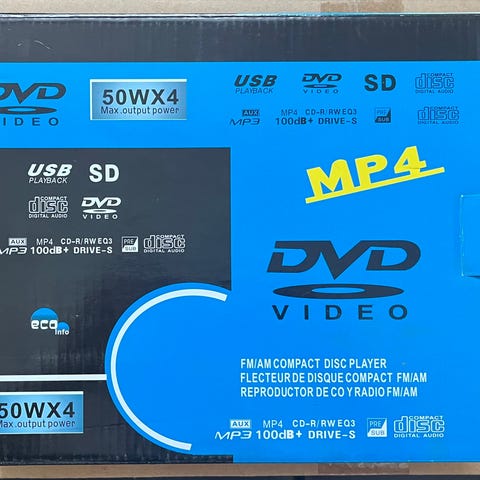 DVD
VIDEO
50WX4
Max.output power
USB
PLAYBACK
DVD
VIDEO
SD
COMPACT
disc
DIGITAL AUDIO
AUX
MP3
MP4 CD-R/RW EQ3
100dB+ DRIVE-S
PRE
SUB
COMPACT
disc
DIGITAL AUDIO
USB
PLAYBACK
SD
COMPACT
disc
DIGITAL AUDIO
DVD
VIDEO
AUX
MP3
MP4 CD-R/RW EQ3
100dB+ DRIVE-S
PRE
SUB
COMPACT
disc
DIGITAL AUDIO
MP4
DVD
VIDEO
eco
info
FM/AM COMPACT DISC PLAYER
FLECTEUR DE DISQUE COMPACT FM/AM
REPRODUCTOR DE CO Y RADIO FM/AM
50WX4
Max.output power
AUX
MP3
MP4 CD-R/RW EQ3
100dB+ DRIVE-S
PRE
SUB
COMPACT
disc
DIGITAL AUDIO